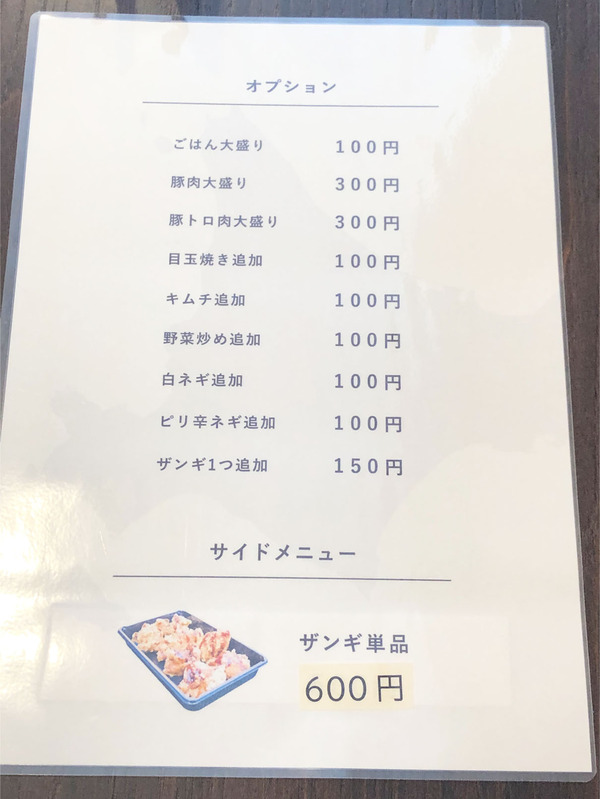 オプション
ごはん大盛り 100円
豚肉大盛り 300円
豚トロ肉大盛り 300円
目玉焼き追加 100円
キムチ追加 100円
野菜炒め追加 100円
白ネギ追加 100円
ピリ辛ネギ追加 100円
ザンギ1つ追加 150円
サイドメニュー
ザンギ単品
600円